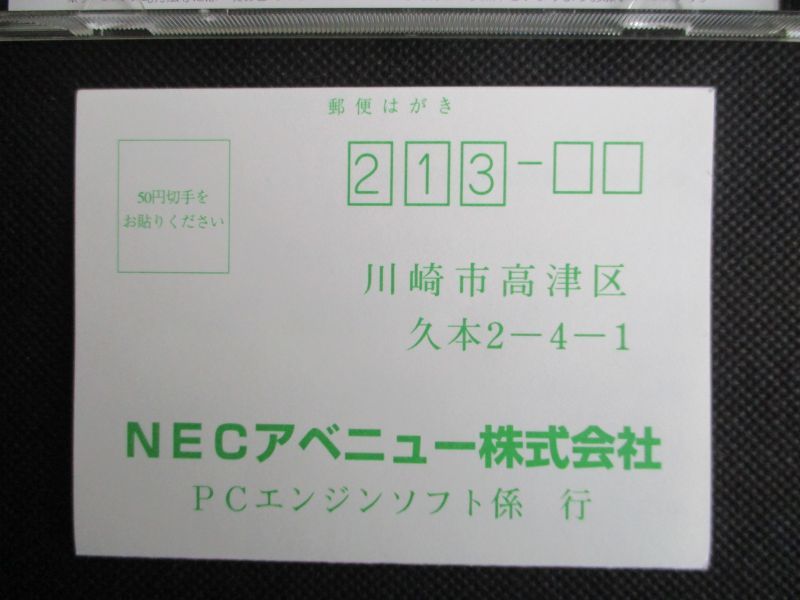 郵便はがき
50円切手を
お貼りください
213-
川崎市高津区
久本2-4-1
NECアベニュー株式会社
PCエンジンソフト係 行